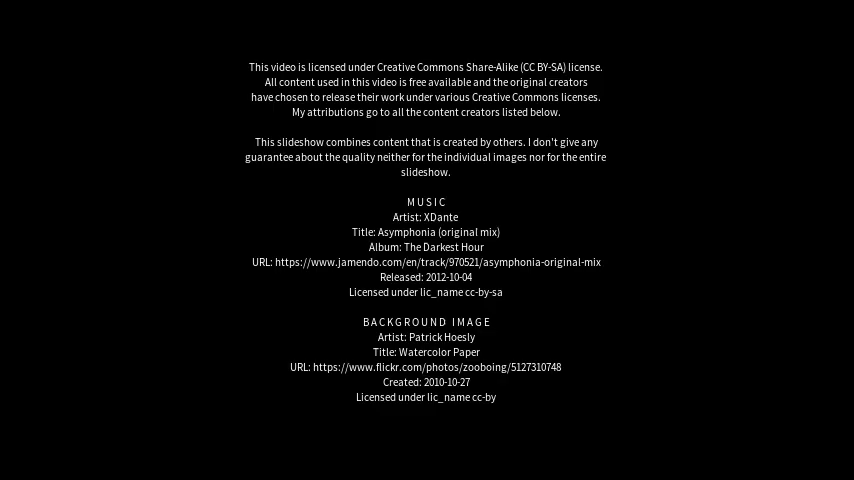 This video is licensed under Creative Commons Share-Alike (CC BY-SA) license.
All content used in this video is free available and the original creators
have chosen to release their work under various Creative Commons licenses.
My attributions go to all the content creators listed below.
This slideshow combines content that is created by others. I don't give any
guarantee about the quality neither for the individual images nor for the entire
slideshow.
MUSIC
Artist: XDante
Title: Asymphonia (original mix)
Album: The Darkest Hour
URL: https://www.jamendo.com/en/track/970521/asymphonia-original-mix
Released: 2012-10-04
Licensed under lic_name cc-by-sa
BACKGROUND IMAGE
Artist: Patrick Hoesly
Title: Watercolor Paper
URL: https://www.flickr.com/photos/zooboing/5127310748
Created: 2010-10-27
Licensed under lic_name cc-by